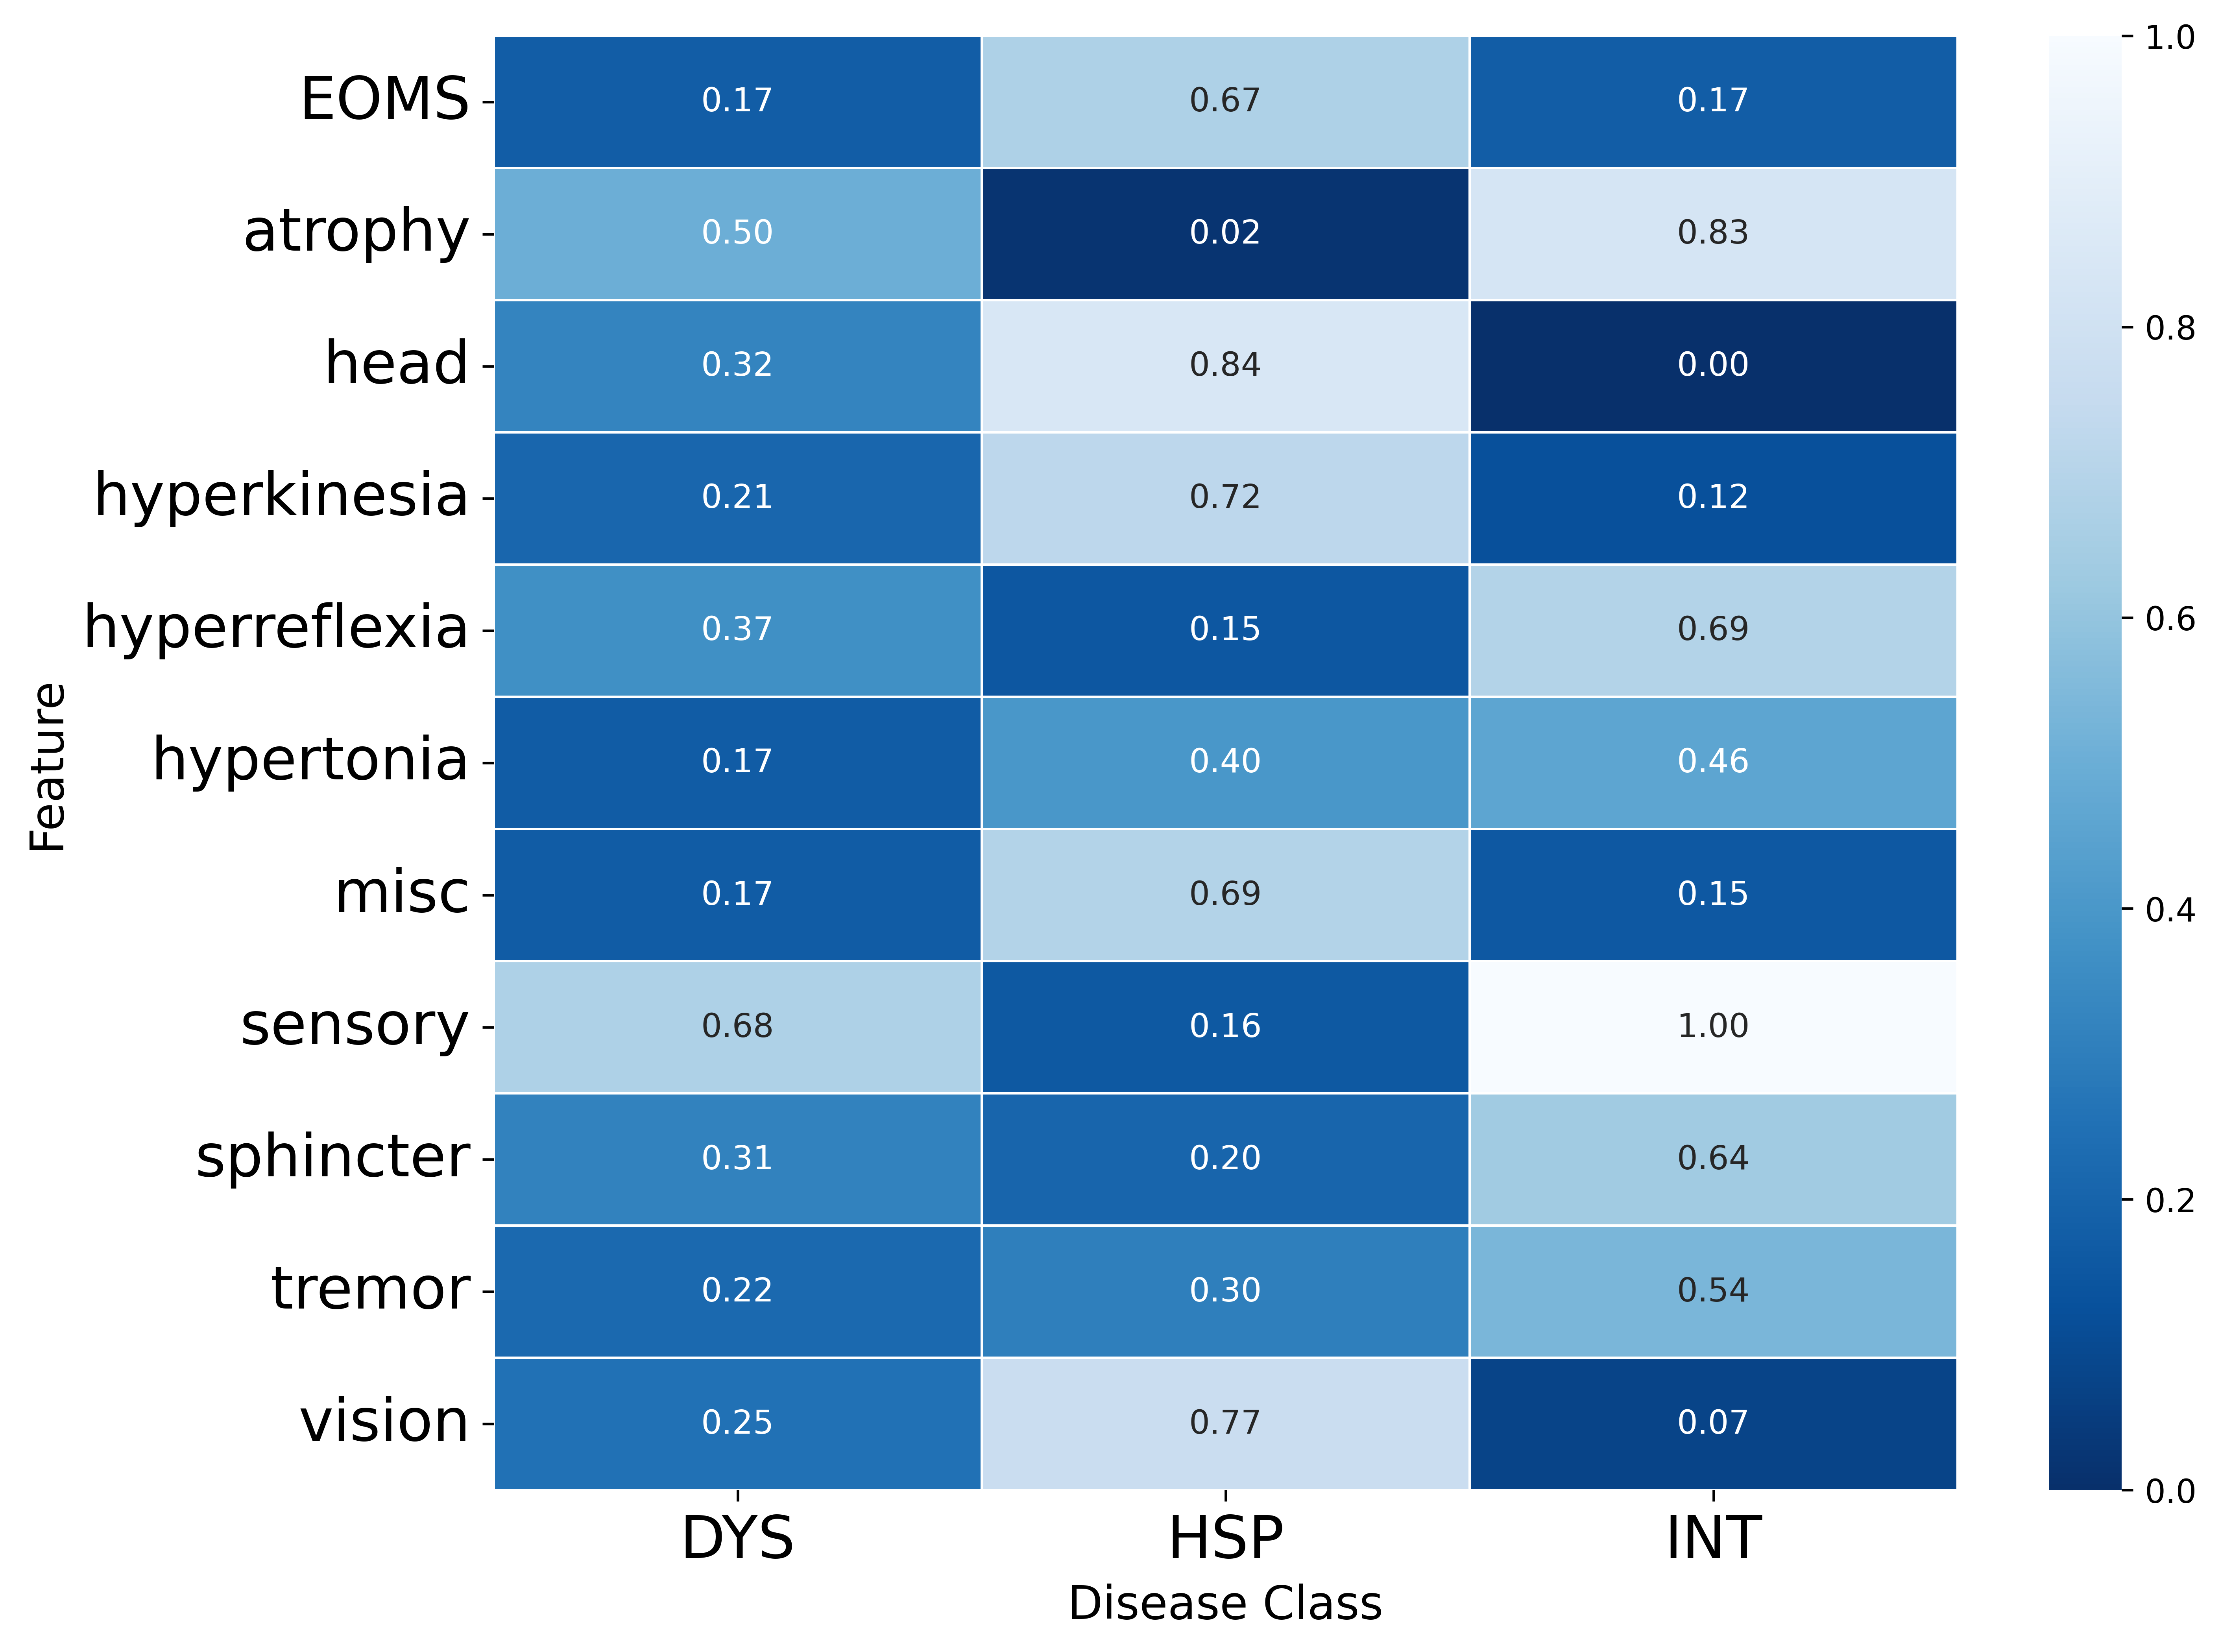 EOMS 0.17 0.67 0.17
atrophy 0.50 0.02 0.83
head 0.32 0.84 0.00
hyperkinesia 0.21 0.72 0.12
hyperreflexia 0.37 0.15 0.69
hypertonia 0.17 0.40 0.46
misc 0.17 0.69 0.15
sensory 0.68 0.16 1.00
sphincter 0.31 0.20 0.64
tremor 0.22 0.30 0.54
vision 0.25 0.77 0.07
DYS HSP INT
Disease Class
Feature
1.0
0.8
0.6
0.4
0.2
0.0